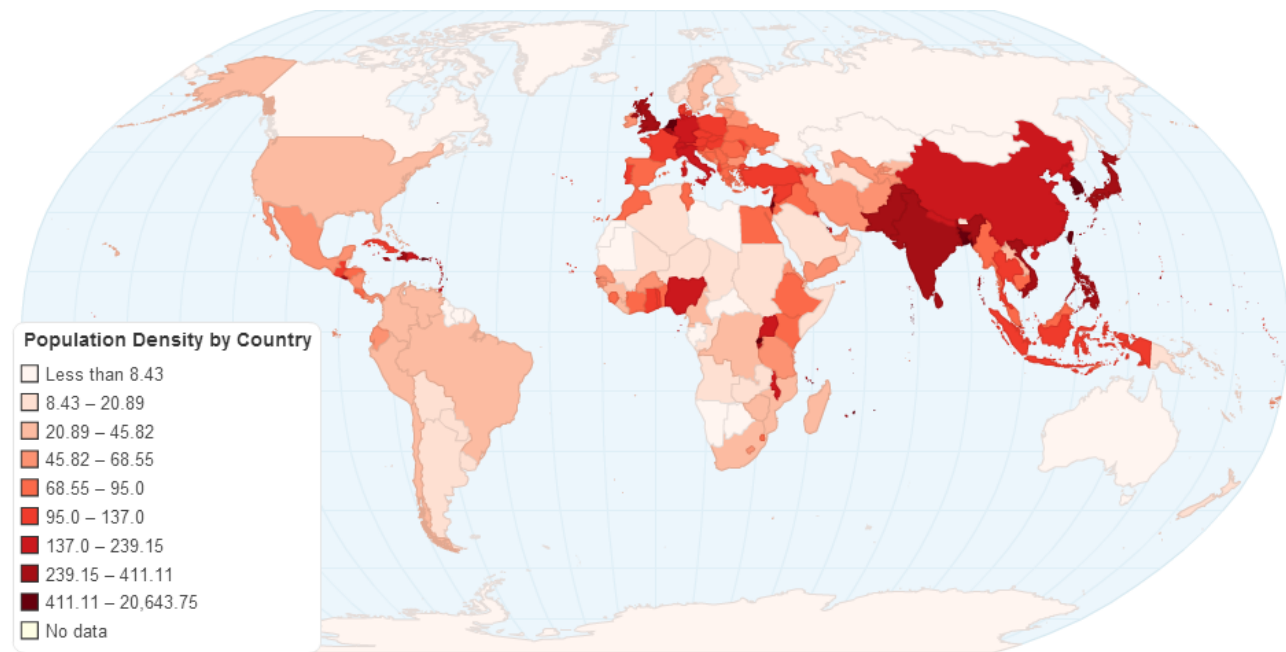 Population Density by Country
Less than 8.43
8.43 – 20.89
20.89 – 45.82
45.82 – 68.55
68.55 – 95.0
95.0 – 137.0
137.0 – 239.15
239.15 – 411.11
411.11 – 20,643.75
No data